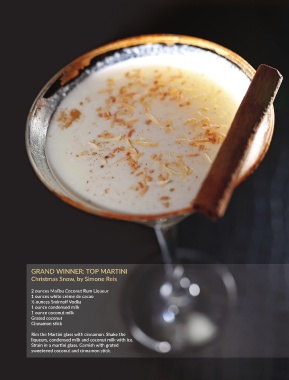 GRAND WINNER: TOP MARTINI
Christmas Snow, by Simone Reis
2 ounces Malibu Coconut Rum Liqueur
1 ounces white crème de cacao
½ ounces Smirnoff Vodka
1 ounce condensed milk
1 ounce coconut milk
Grated coconut
Cinnamon stick
Rim the Martini glass with cinnamon. Shake the
liqueurs, condensed milk and coconut milk with ice.
Strain in a martini glass. Garnish with grated
sweetened coconut and cinnamon stick.